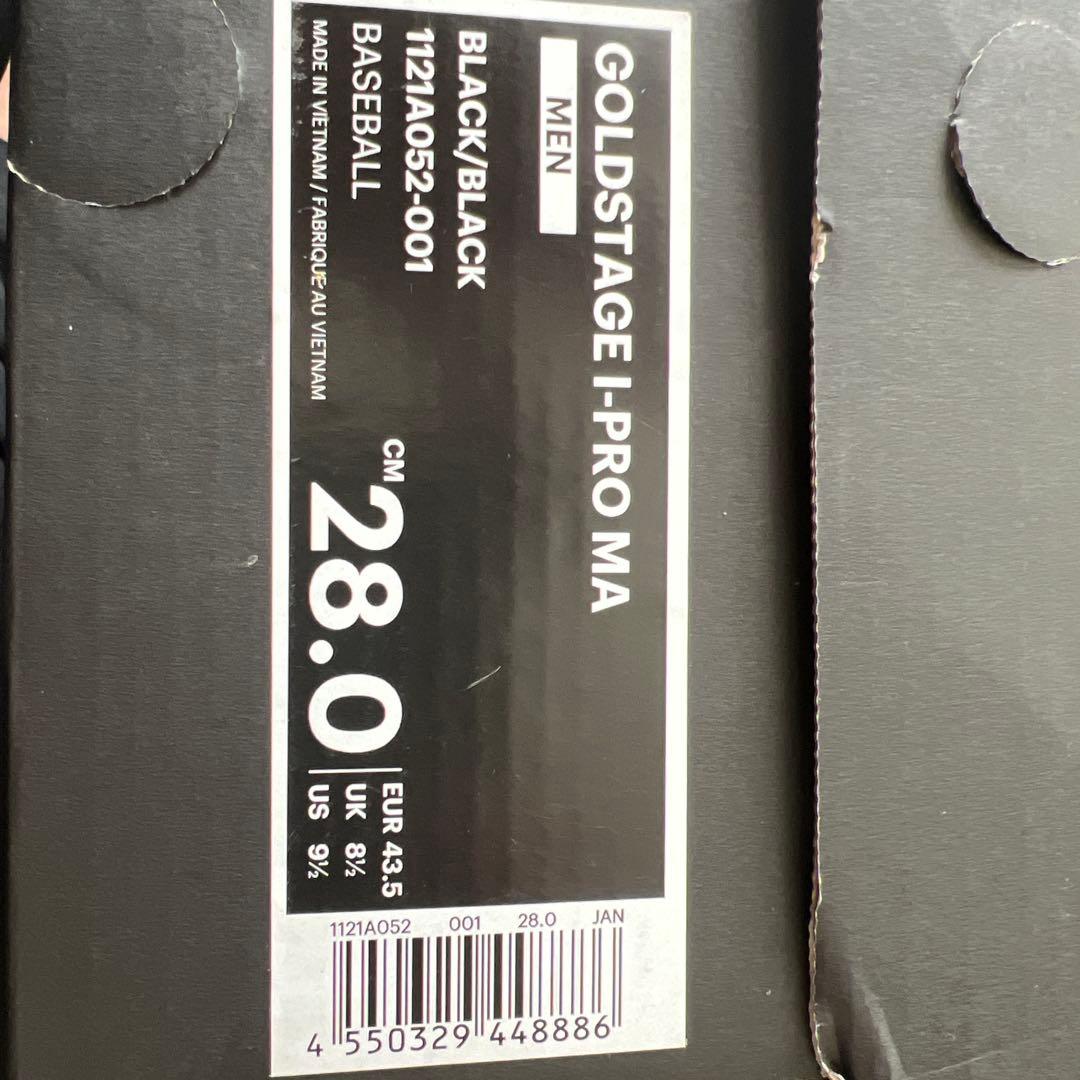 GOLDSTAGE I-PRO MA
MEN
BLACK/BLACK
1121A052-001
BASEBALL
MADE IN VIETNAM / FABRIQUÉ AU VIETNAM
CM 28.0
EUR 43.5
UK 8½
US 9½
1121A052 001 28.0 JAN
4 550329 448886